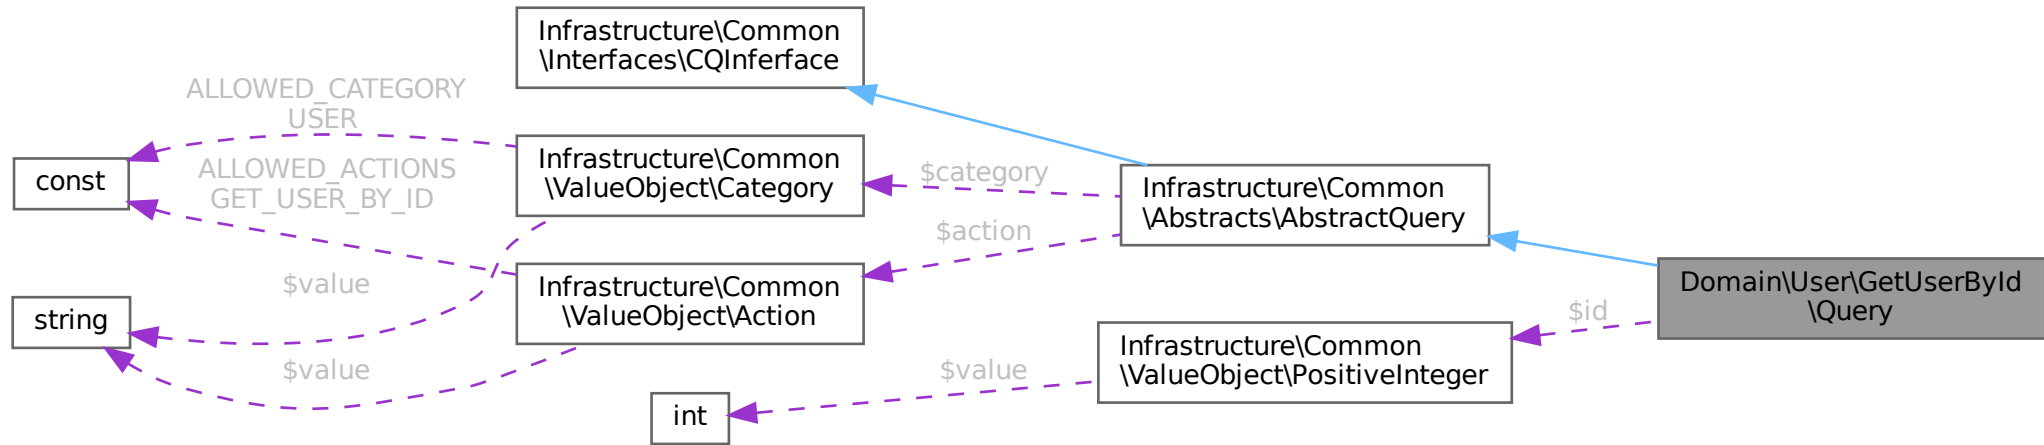 Infrastructure\Common
\Interfaces\CQInferface
ALLOWED_CATEGORY
USER
const
ALLOWED_ACTIONS
GET_USER_BY_ID
Infrastructure\Common
\ValueObject\Category
$category
Infrastructure\Common
\Abstracts\AbstractQuery
$action
$value
Infrastructure\Common
\ValueObject\Action
Domain\User\GetUserById
\Query
string
$id
$value
Infrastructure\Common
\ValueObject\PositiveInteger
$value
int